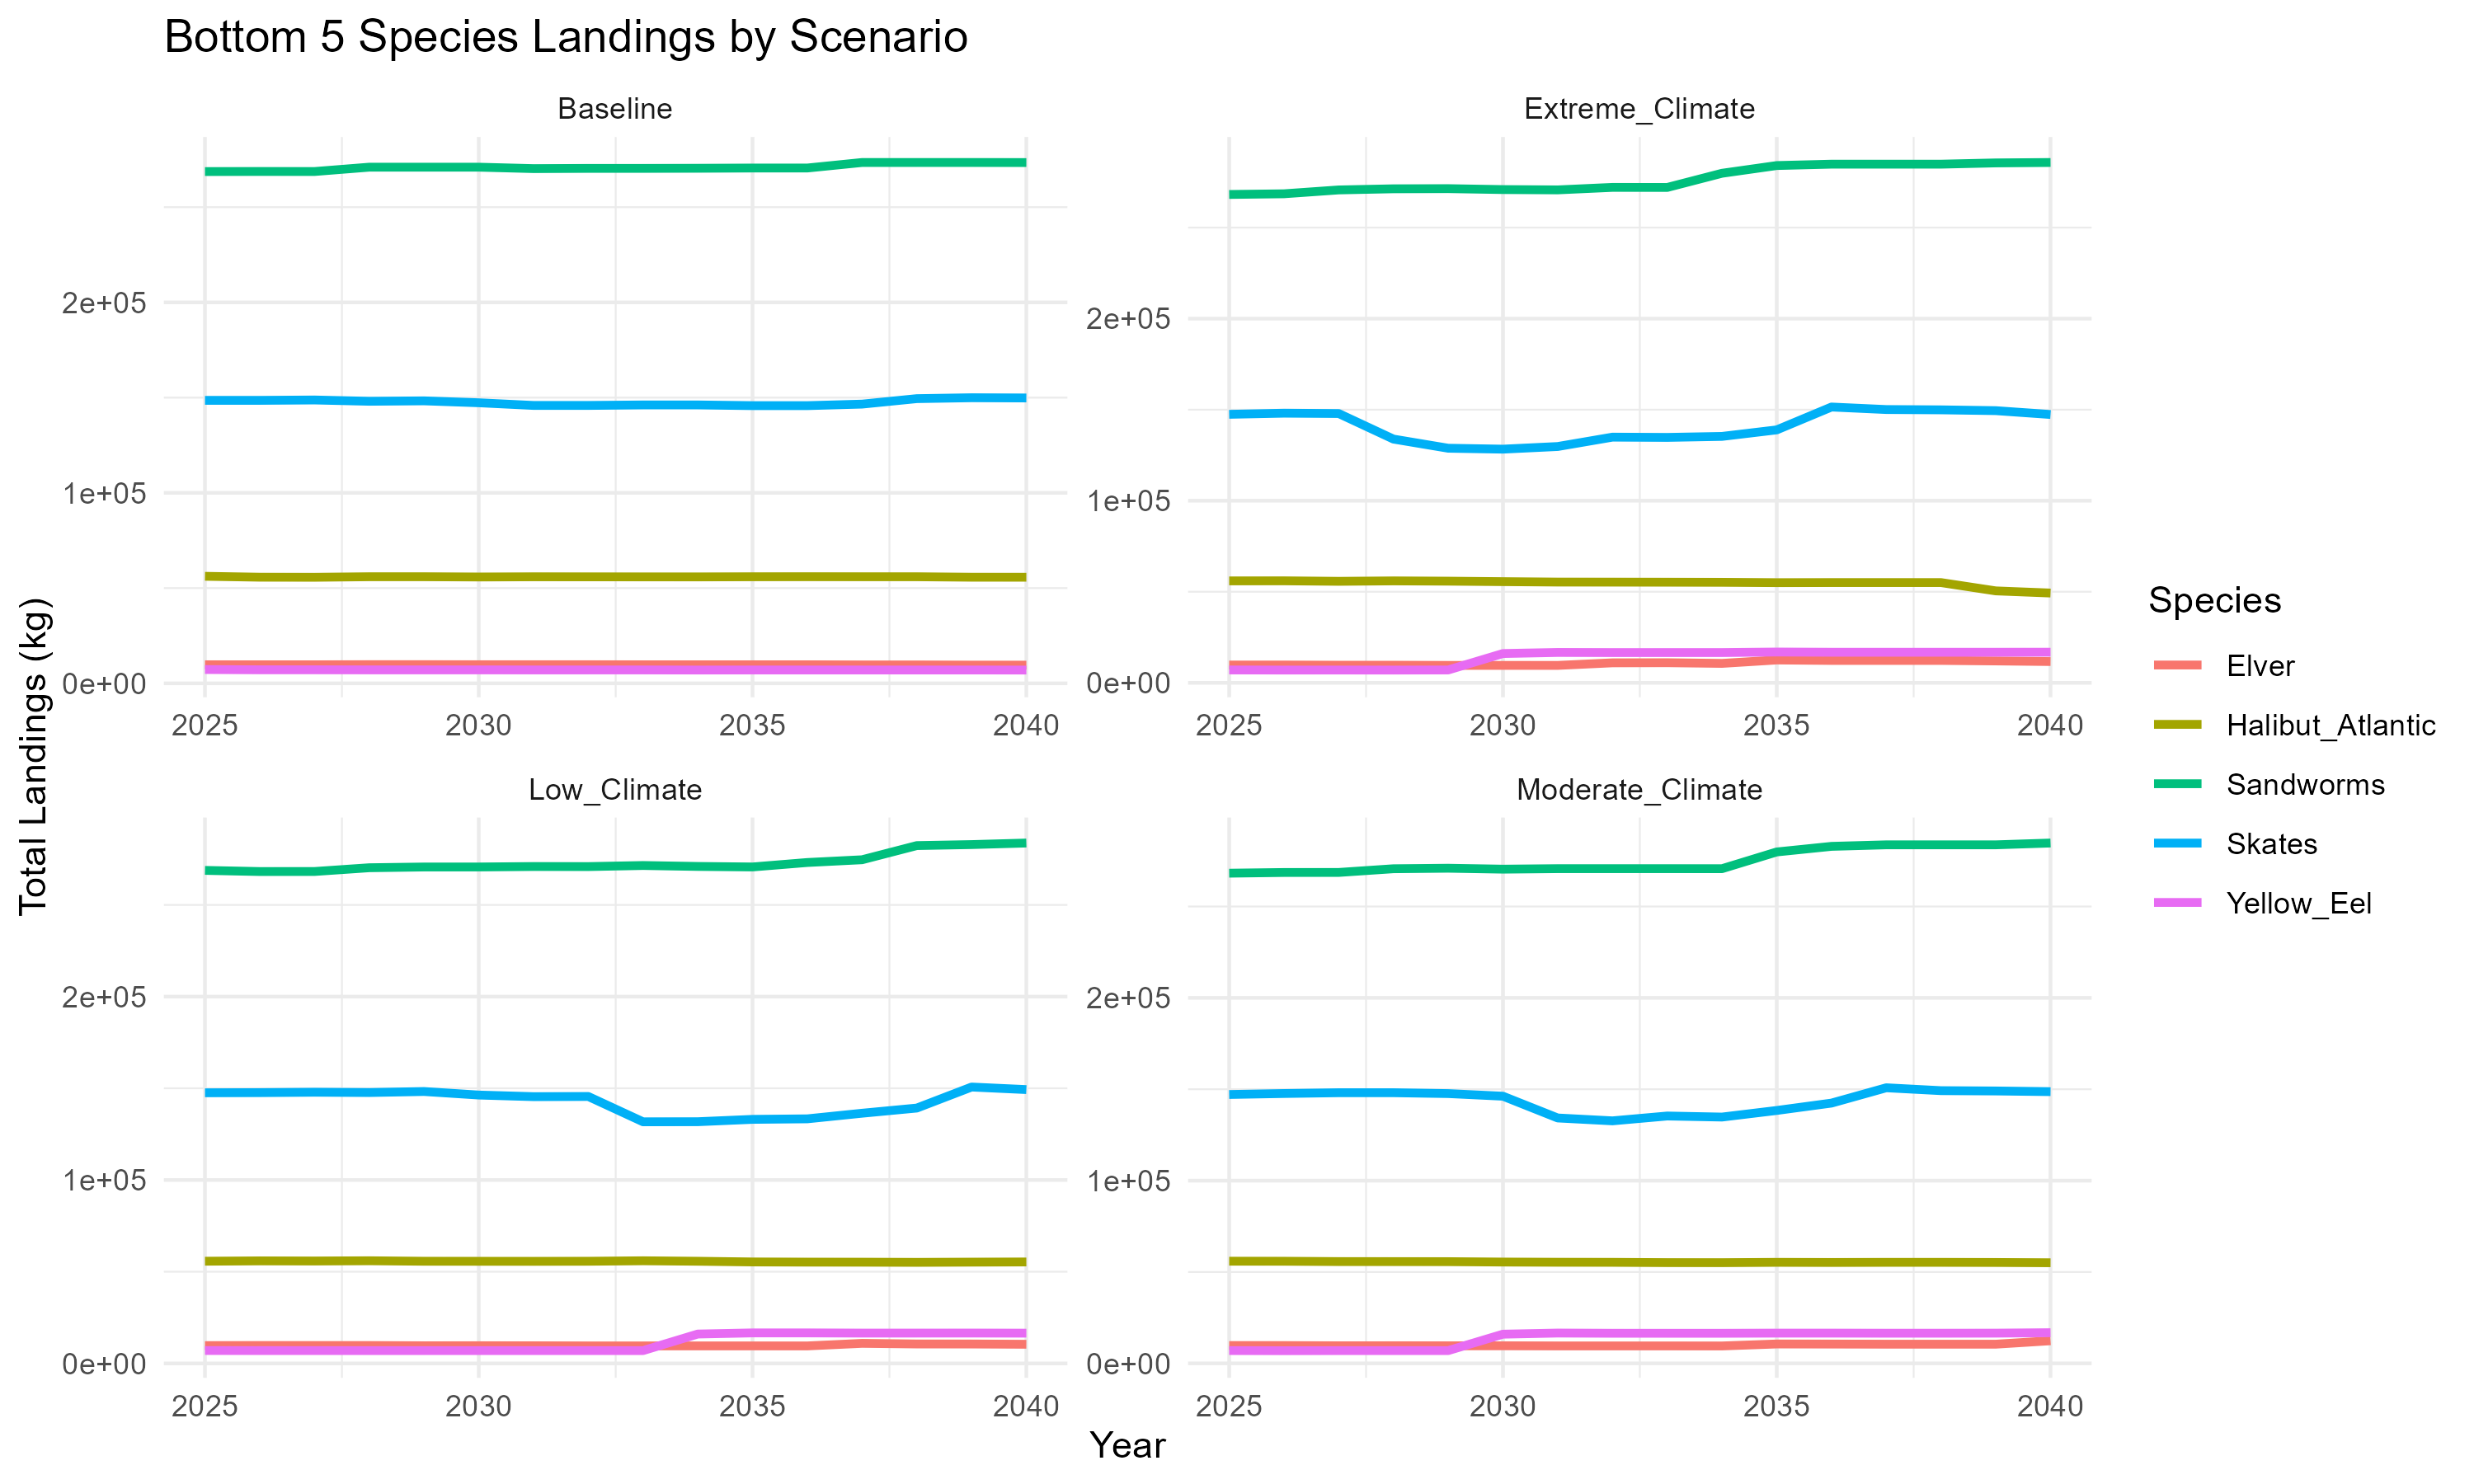 Bottom 5 Species Landings by Scenario
Total Landings (kg)
Baseline
2e+05
1e+05
0e+00
2025 2030 2035 2040
Extreme_Climate
2e+05
1e+05
0e+00
2025 2030 2035 2040
Low_Climate
2e+05
1e+05
0e+00
2025 2030 2035 2040
Moderate_Climate
2e+05
1e+05
0e+00
2025 2030 2035 2040
Year
Species
Elver
Halibut_Atlantic
Sandworms
Skates
Yellow_Eel